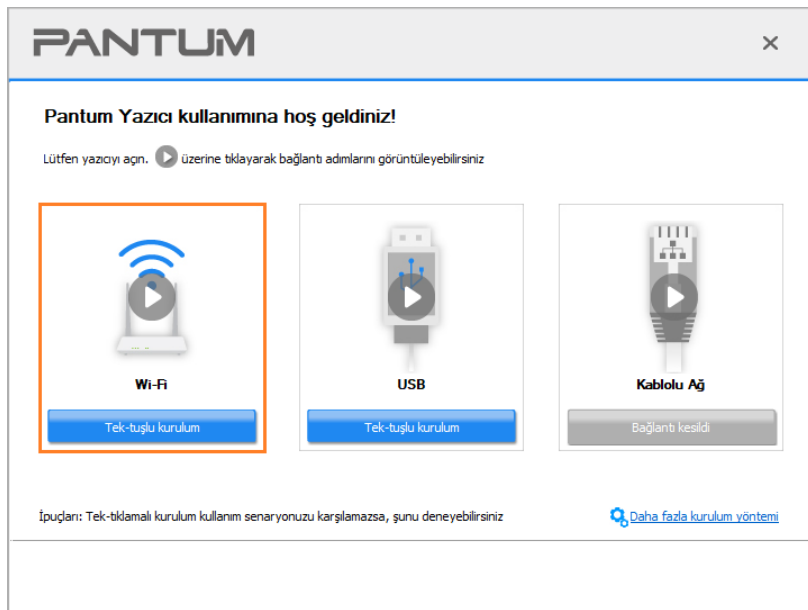 PANTUM
Pantum Yazıcı kullanımına hoş geldiniz!
Lütfen yazıcıyı açın. üzerine tıklayarak bağlantı adımlarını görüntüleyebilirsiniz
Wi-Fi
USB
Kablolu Ağ
Tek-tuşlu kurulum
Tek-tuşlu kurulum
Bağlantı kesildi
İpuçları: Tek-tıklamalı kurulum kullanım senaryonuzu karşılamazsa, şunu deneyebilirsiniz
Daha fazla kurulum yöntemi